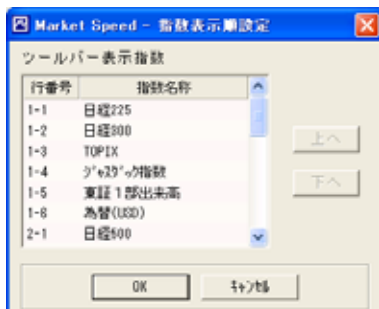 Market Speed - 指数表示順設定
ツールバー表示指数
行番号 指数名称
1-1 日経225
1-2 日経300
1-3 TOPIX
1-4 ｼﾞｬｽﾀﾞｯｸ指数
1-5 東証１部出来高
1-6 為替(USD)
2-1 日経500
上へ
下へ
OK ｷｬﾝｾﾙ